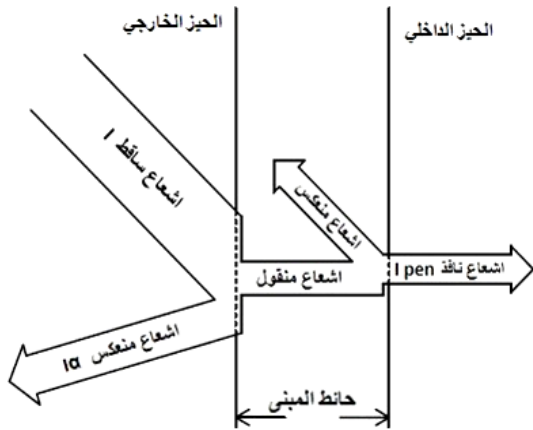 الحيز الخارجي
الحيز الداخلي
اشعاع ساقط I
اشعاع منعكس
اشعاع منقول
اشعاع نافذ I pen
اشعاع منعكس Iα
حائط المبنى